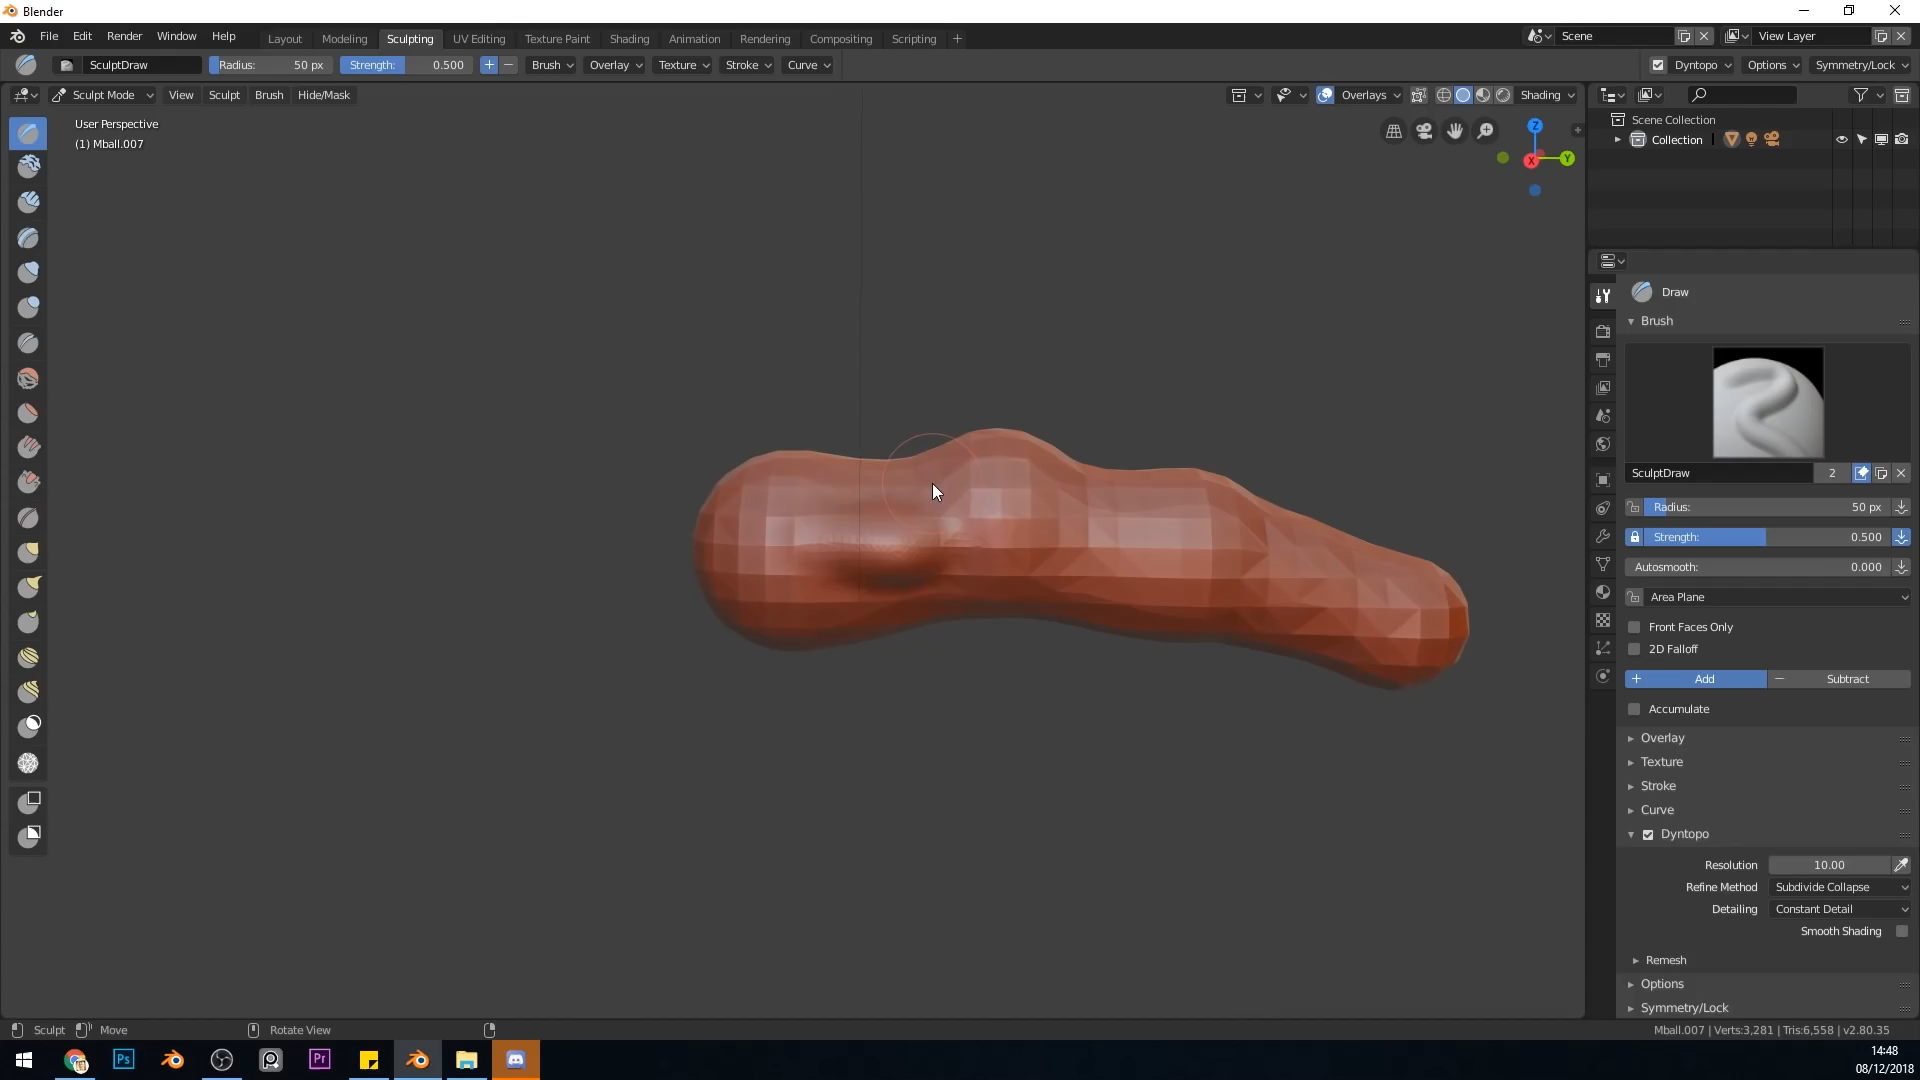 Blender
File Edit Render Window Help Layout Modeling Sculpting UV Editing Texture Paint Shading Animation Rendering Compositing Scripting + Scene View Layer
SculptDraw Radius: 50 px Strength: 0.500 + − Brush Overlay Texture Stroke Curve Dyntopo Options Symmetry/Lock
Sculpt Mode View Sculpt Brush Hide/Mask Overlays Shading
User Perspective
(1) Mball.007
Z
X Y
Scene Collection
Collection
Draw
Brush
SculptDraw 2
Radius: 50 px
Strength: 0.500
Autosmooth: 0.000
Area Plane
Front Faces Only
2D Falloff
+ Add − Subtract
Accumulate
Overlay
Texture
Stroke
Curve
Dyntopo
Resolution 10.00
Refine Method Subdivide Collapse
Detailing Constant Detail
Smooth Shading
Remesh
Options
Symmetry/Lock
Sculpt Move Rotate View Mball.007 | Verts:3,281 | Tris:6,558 | v2.80.35
Ps Pr
14:48
08/12/2018